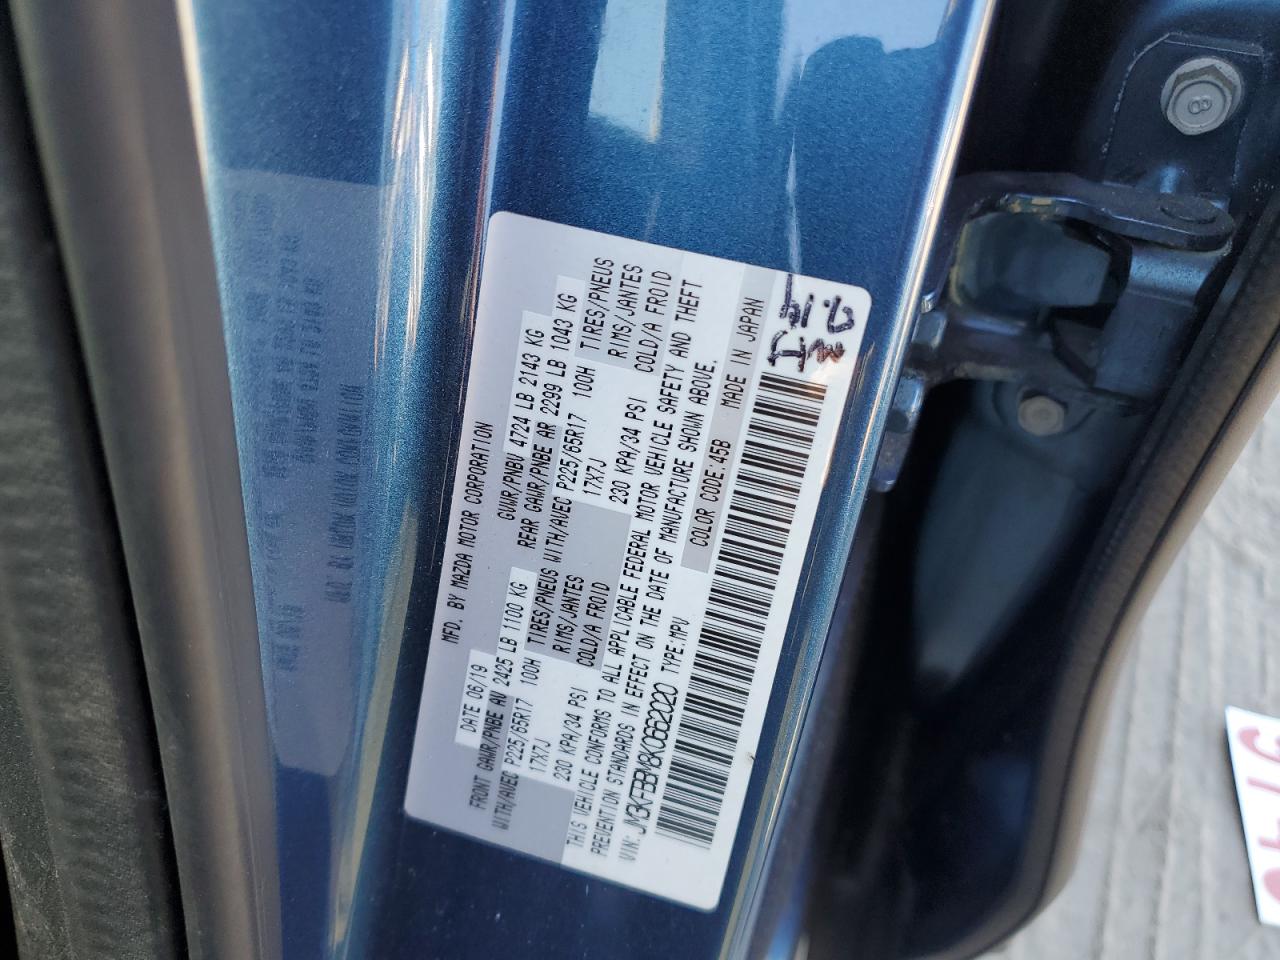 MFD. BY MAZDA MOTOR CORPORATION
DATE 06/19 GVWR/PNBV 4724 LB 2143 KG
FRONT GAWR/PNBE AV 2425 LB 1100 KG REAR GAWR/PNBE AR 2299 LB 1043 KG
WITH/AVEC P225/65R17 100H TIRES/PNEUS WITH/AVEC P225/65R17 100H TIRES/PNEUS
17X7J RIMS/JANTES 17X7J RIMS/JANTES
230 KPA/34 PSI COLD/A FROID 230 KPA/34 PSI COLD/A FROID
THIS VEHICLE CONFORMS TO ALL APPLICABLE FEDERAL MOTOR VEHICLE SAFETY AND THEFT
PREVENTION STANDARDS IN EFFECT ON THE DATE OF MANUFACTURE SHOWN ABOVE.
VIN: JM3KFBBM8K0662020 TYPE: MPV COLOR CODE: 45B MADE IN JAPAN
8